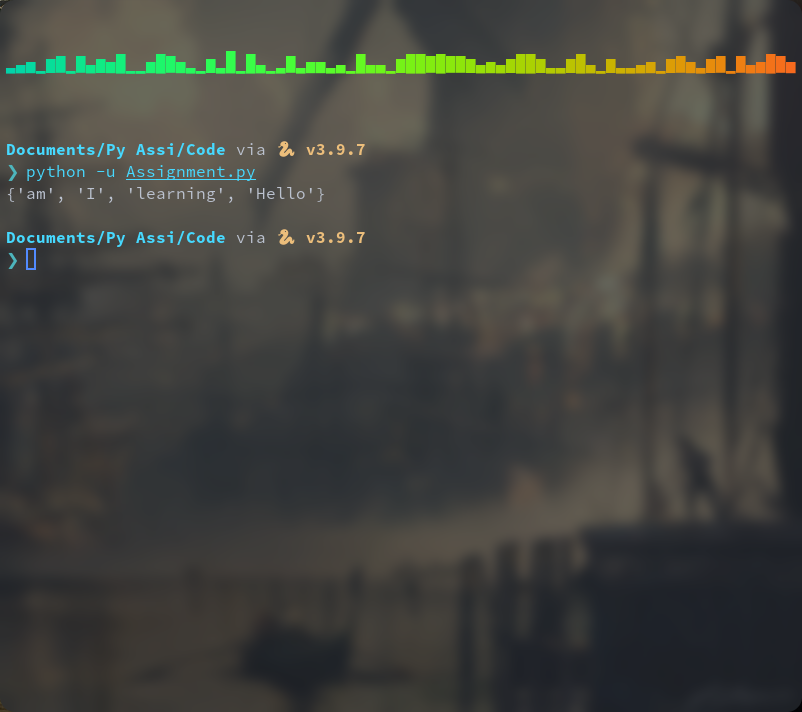 Documents/Py Assi/Code via 🐍 v3.9.7
❯ python -u Assignment.py
{'am', 'I', 'learning', 'Hello'}
Documents/Py Assi/Code via 🐍 v3.9.7
❯